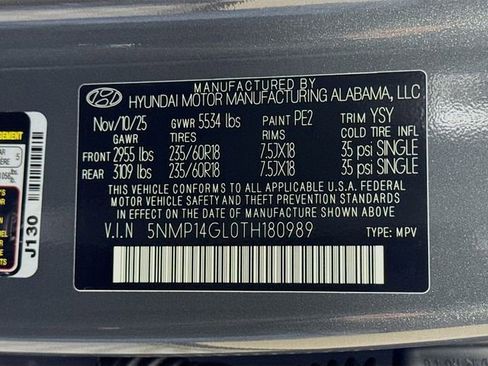 MANUFACTURED BY
HYUNDAI MOTOR MANUFACTURING ALABAMA, LLC
Nov/10/25 GVWR 5534 lbs PAINT PE2 TRIM YSY
TIRES RIMS COLD TIRE INFL.
FRONT 2955 lbs 235/60R18 7.5JX18 35 psi SINGLE
REAR 3109 lbs 235/60R18 7.5JX18 35 psi SINGLE
THIS VEHICLE CONFORMS TO ALL APPLICABLE U.S.A. FEDERAL
MOTOR VEHICLE SAFETY AND THEFT PREVENTION STANDARDS
IN EFFECT ON THE DATE OF MANUFACTURE SHOWN ABOVE.
V.I.N 5NMP14GL0TH180989
TYPE: MPV
J130